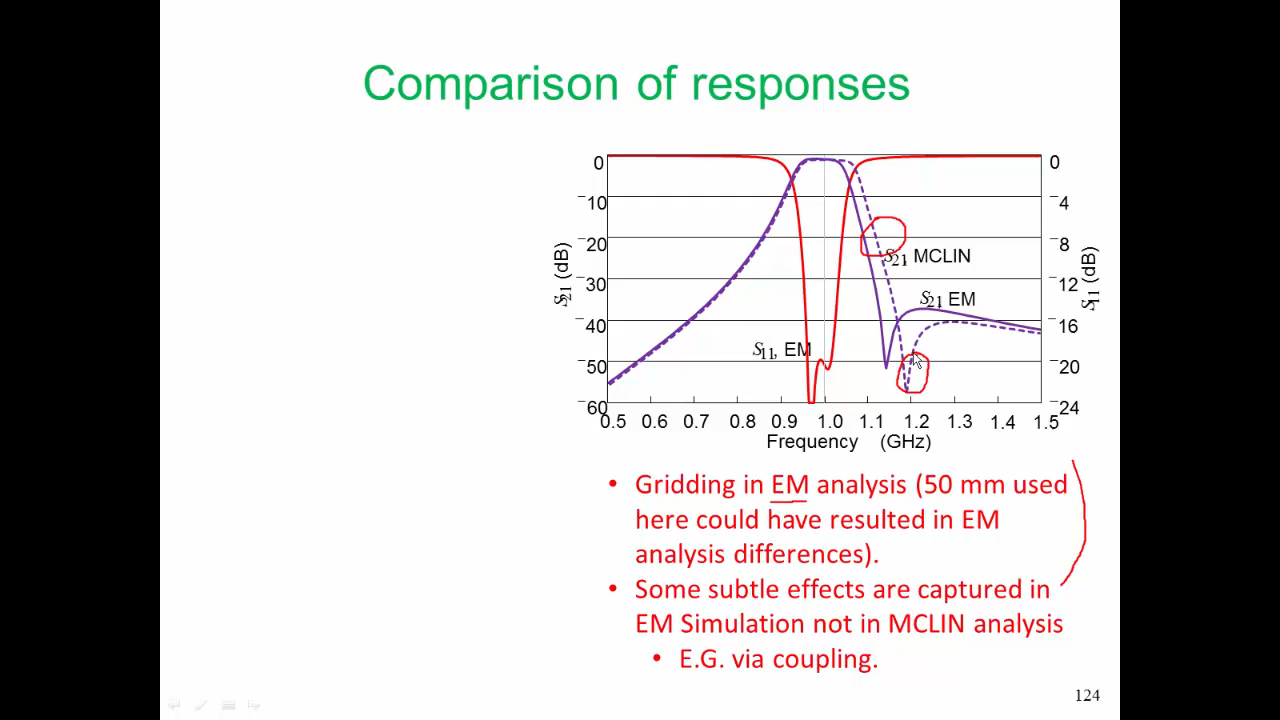 Comparison of responses
0
−10
−20
−30
−40
−50
−60
S21 (dB)
0
−4
−8
−12
−16
−20
−24
S11 (dB)
S21, MCLIN
S21, EM
S11, EM
0.5 0.6 0.7 0.8 0.9 1.0 1.1 1.2 1.3 1.4 1.5
Frequency (GHz)
• Gridding in EM analysis (50 mm used
here could have resulted in EM
analysis differences).
• Some subtle effects are captured in
EM Simulation not in MCLIN analysis
• E.G. via coupling.
124